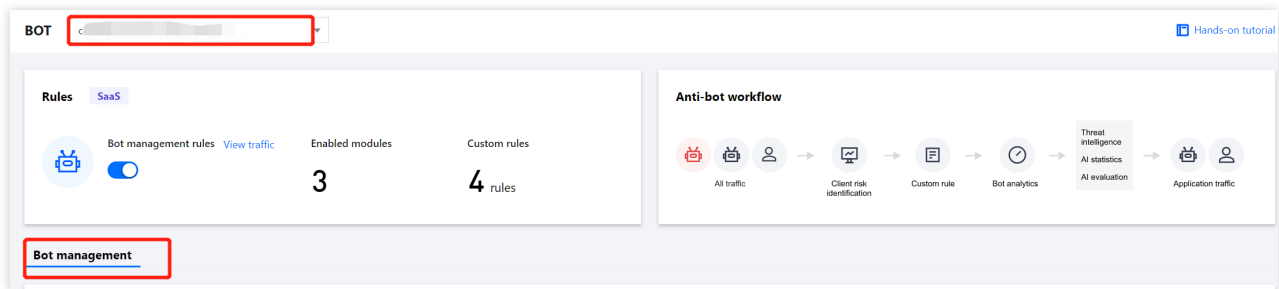 BOT
c
Hands-on tutorial
Rules SaaS
Bot management rules View traffic
Enabled modules
3
Custom rules
4 rules
Anti-bot workflow
All traffic
Client risk
identification
Custom rule
Bot analytics
Threat
intelligence
AI statistics
AI evaluation
Application traffic
Bot management